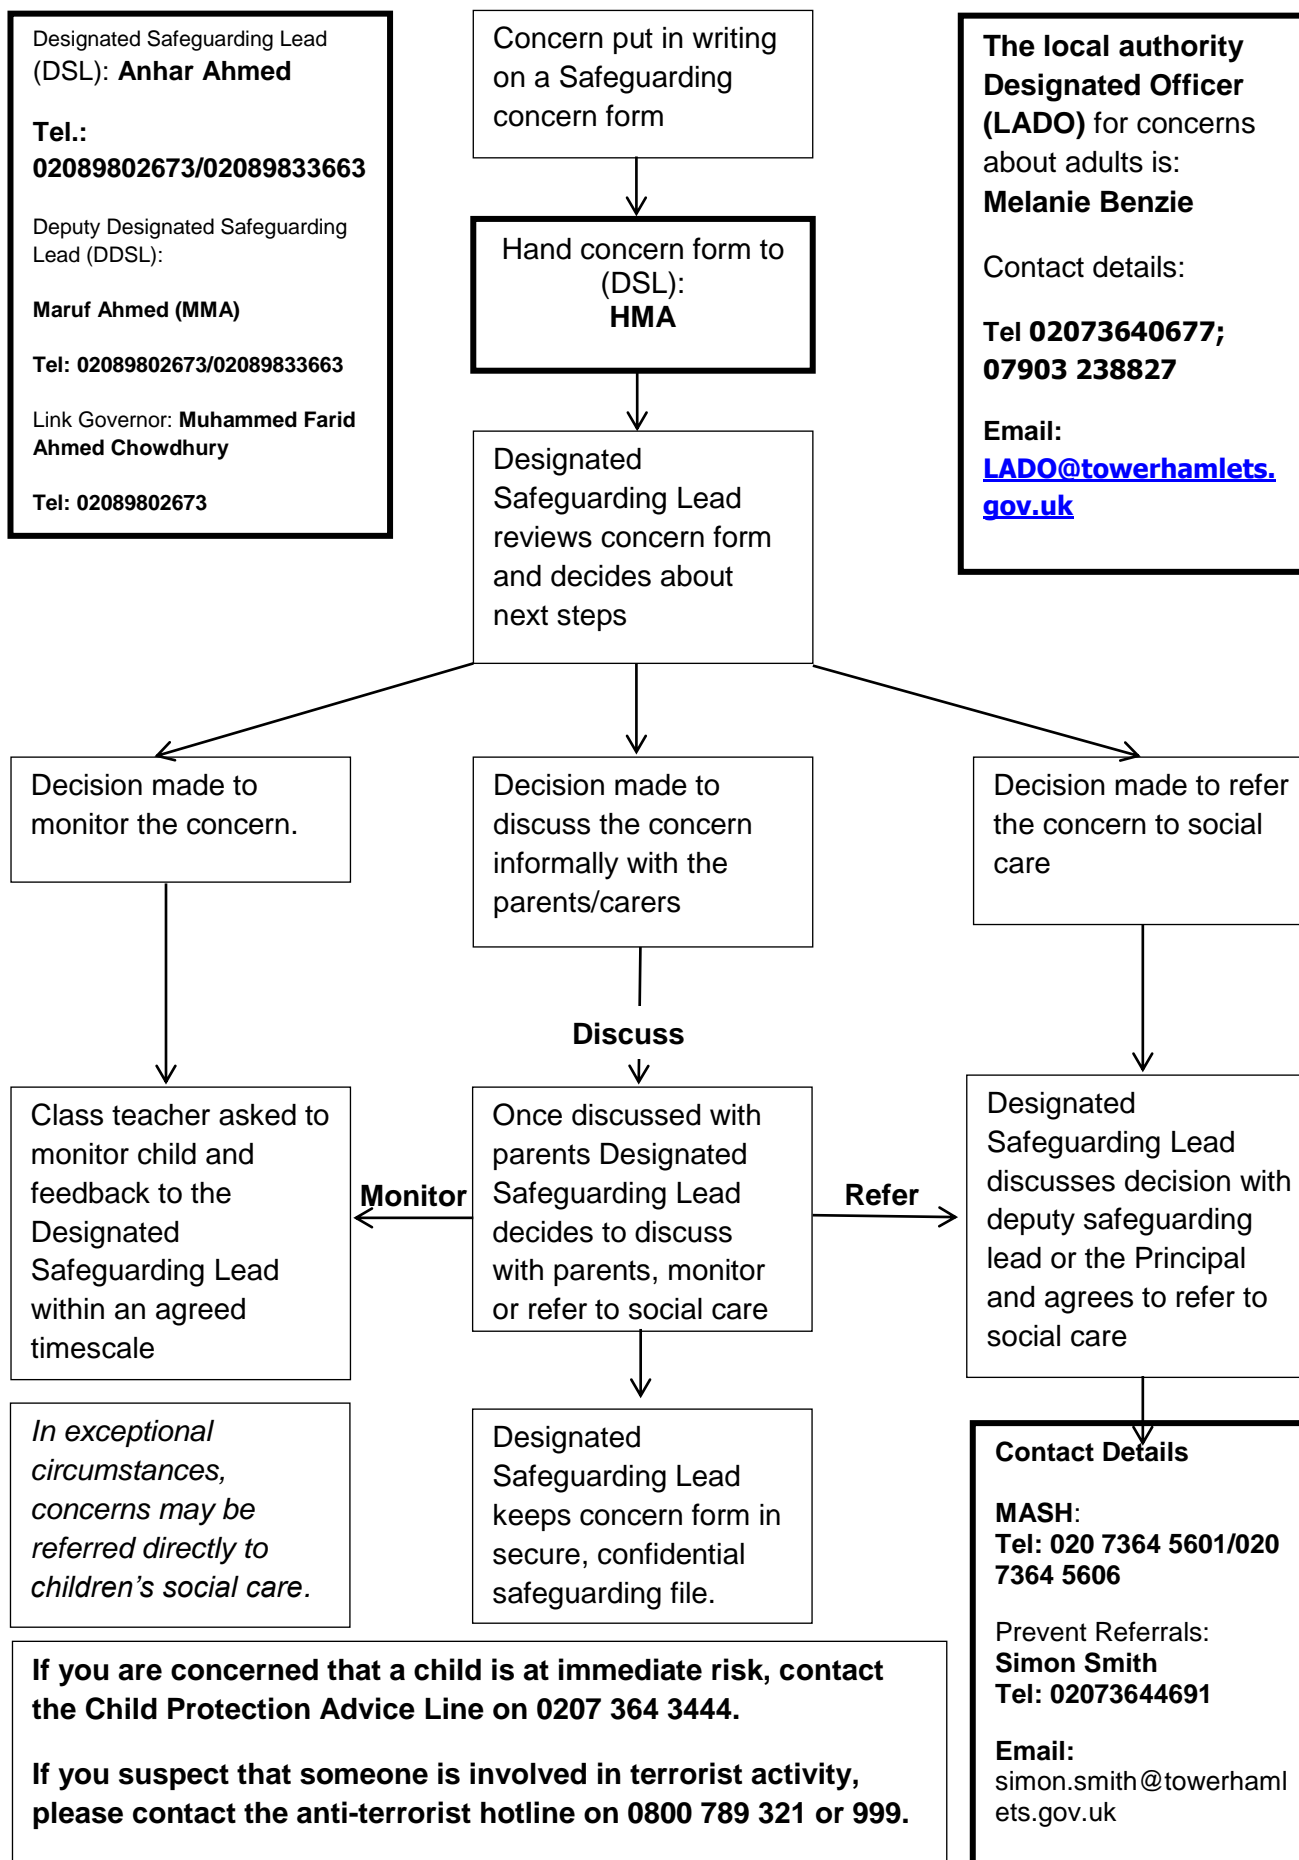 Designated Safeguarding Lead
(DSL): Anhar Ahmed
Tel.:
02089802673/02089833663
Deputy Designated Safeguarding
Lead (DDSL):
Maruf Ahmed (MMA)
Tel: 02089802673/02089833663
Link Governor: Muhammed Farid
Ahmed Chowdhury
Tel: 02089802673
Concern put in writing
on a Safeguarding
concern form
Hand concern form to
(DSL):
HMA
Designated
Safeguarding Lead
reviews concern form
and decides about
next steps
The local authority
Designated Officer
(LADO) for concerns
about adults is:
Melanie Benzie
Contact details:
Tel 02073640677;
07903 238827
Email:
LADO@towerhamlets.
gov.uk
Decision made to
monitor the concern.
Decision made to
discuss the concern
informally with the
parents/carers
Decision made to refer
the concern to social
care
Discuss
Class teacher asked to
monitor child and
feedback to the
Designated
Safeguarding Lead
within an agreed
timescale
Monitor
Once discussed with
parents Designated
Safeguarding Lead
decides to discuss
with parents, monitor
or refer to social care
Refer
Designated
Safeguarding Lead
discusses decision with
deputy safeguarding
lead or the Principal
and agrees to refer to
social care
In exceptional
circumstances,
concerns may be
referred directly to
children’s social care.
Designated
Safeguarding Lead
keeps concern form in
secure, confidential
safeguarding file.
Contact Details
MASH:
Tel: 020 7364 5601/020
7364 5606
Prevent Referrals:
Simon Smith
Tel: 02073644691
Email:
simon.smith@towerhaml
ets.gov.uk
If you are concerned that a child is at immediate risk, contact
the Child Protection Advice Line on 0207 364 3444.
If you suspect that someone is involved in terrorist activity,
please contact the anti-terrorist hotline on 0800 789 321 or 999.